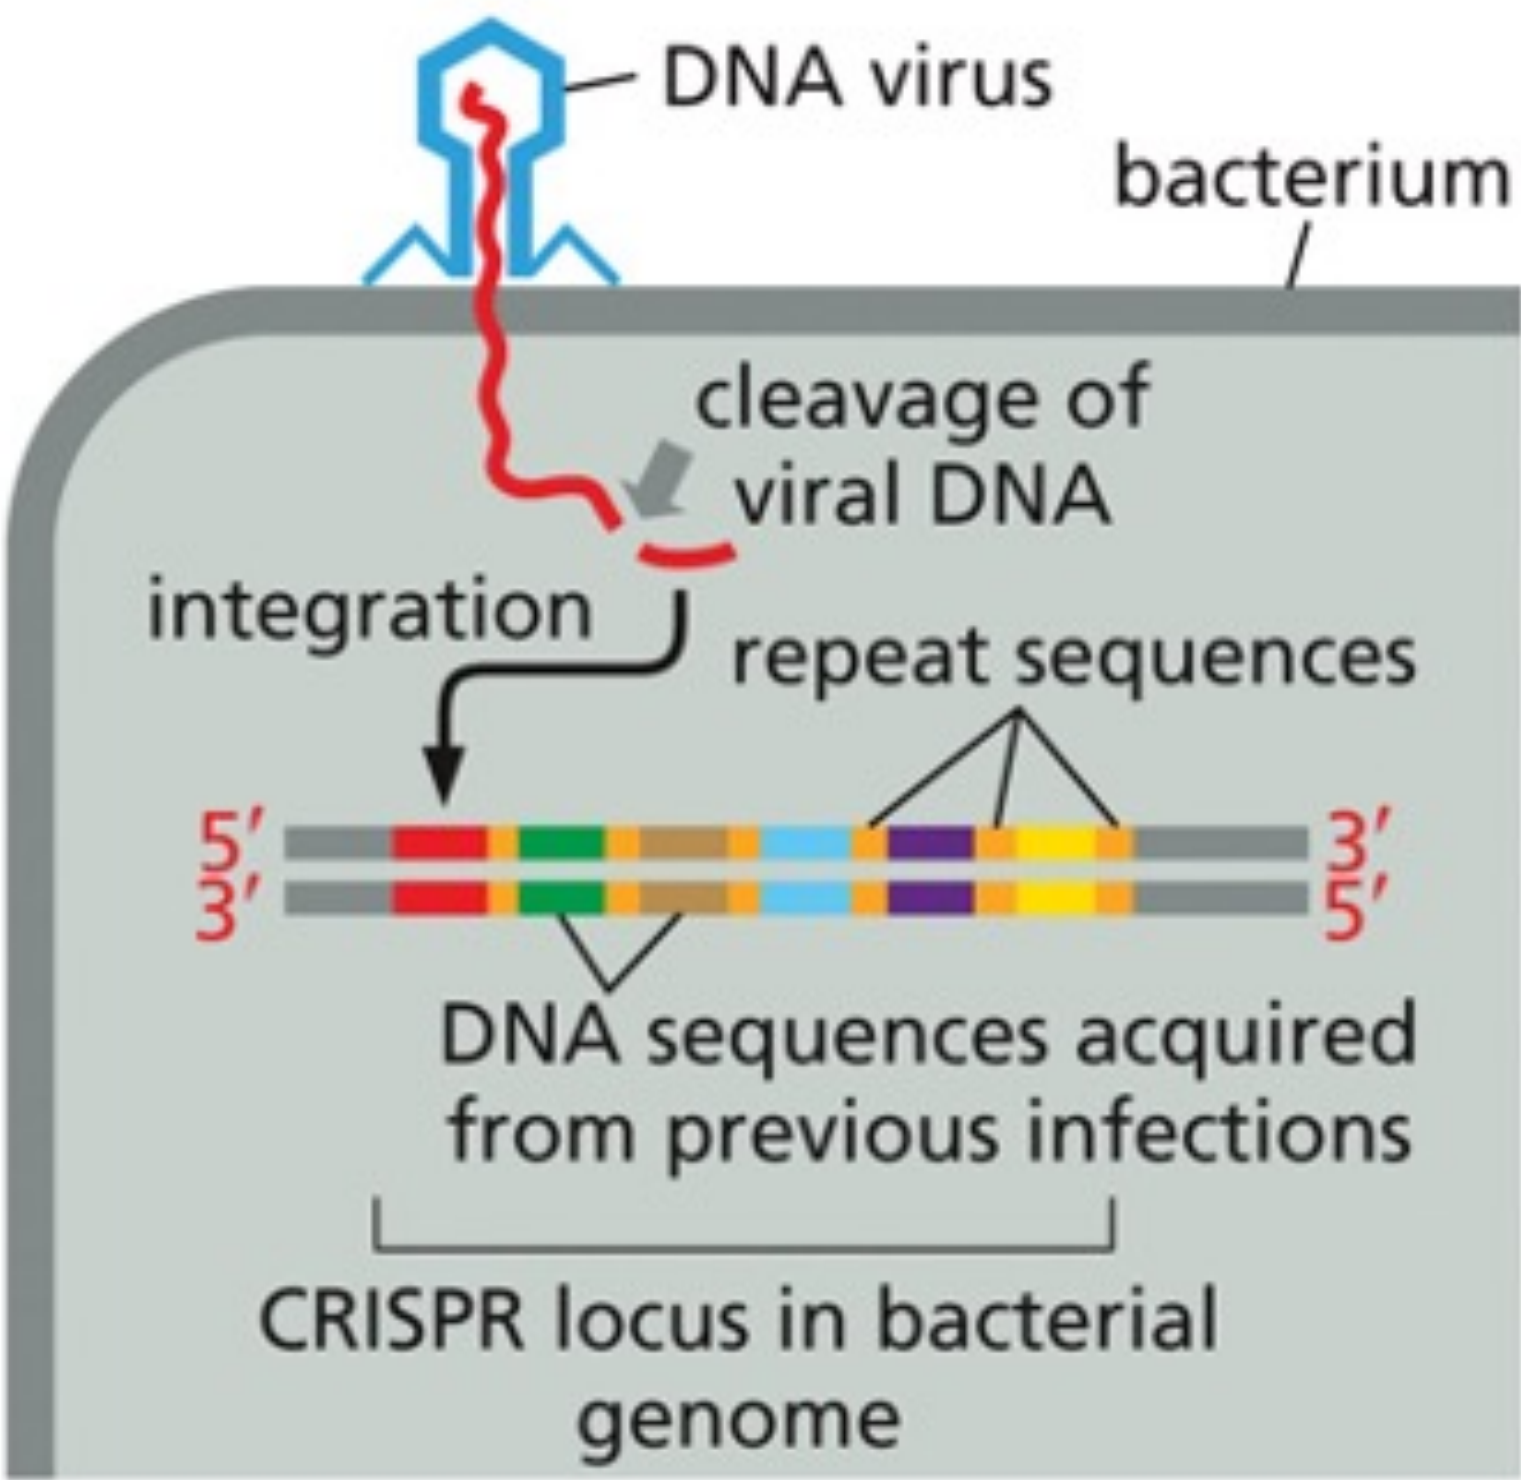 DNA virus
bacterium
cleavage of
viral DNA
integration
repeat sequences
5′ 3′
3′ 5′
DNA sequences acquired
from previous infections
CRISPR locus in bacterial
genome